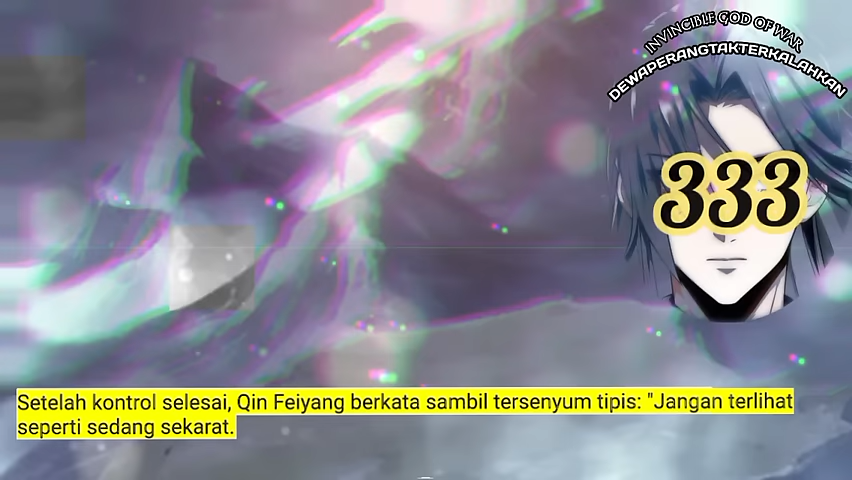 INVINCIBLE GOD OF WAR
DEWAPERANGTAKTERKALAHKAN
333
Setelah kontrol selesai, Qin Feiyang berkata sambil tersenyum tipis: "Jangan terlihat
seperti sedang sekarat.